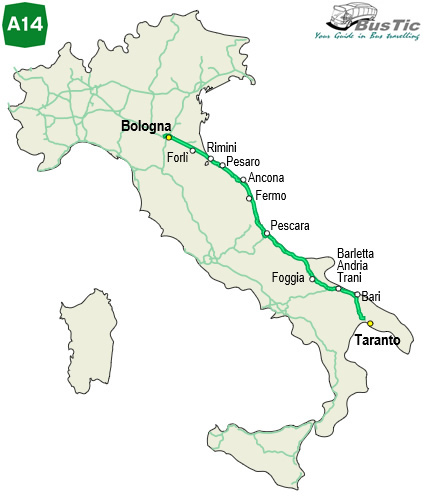 A14
BusTic
Your Guide in Bus travelling
Bologna
Forlì
Rimini
Pesaro
Ancona
Fermo
Pescara
Barletta
Andria
Trani
Foggia
Bari
Taranto